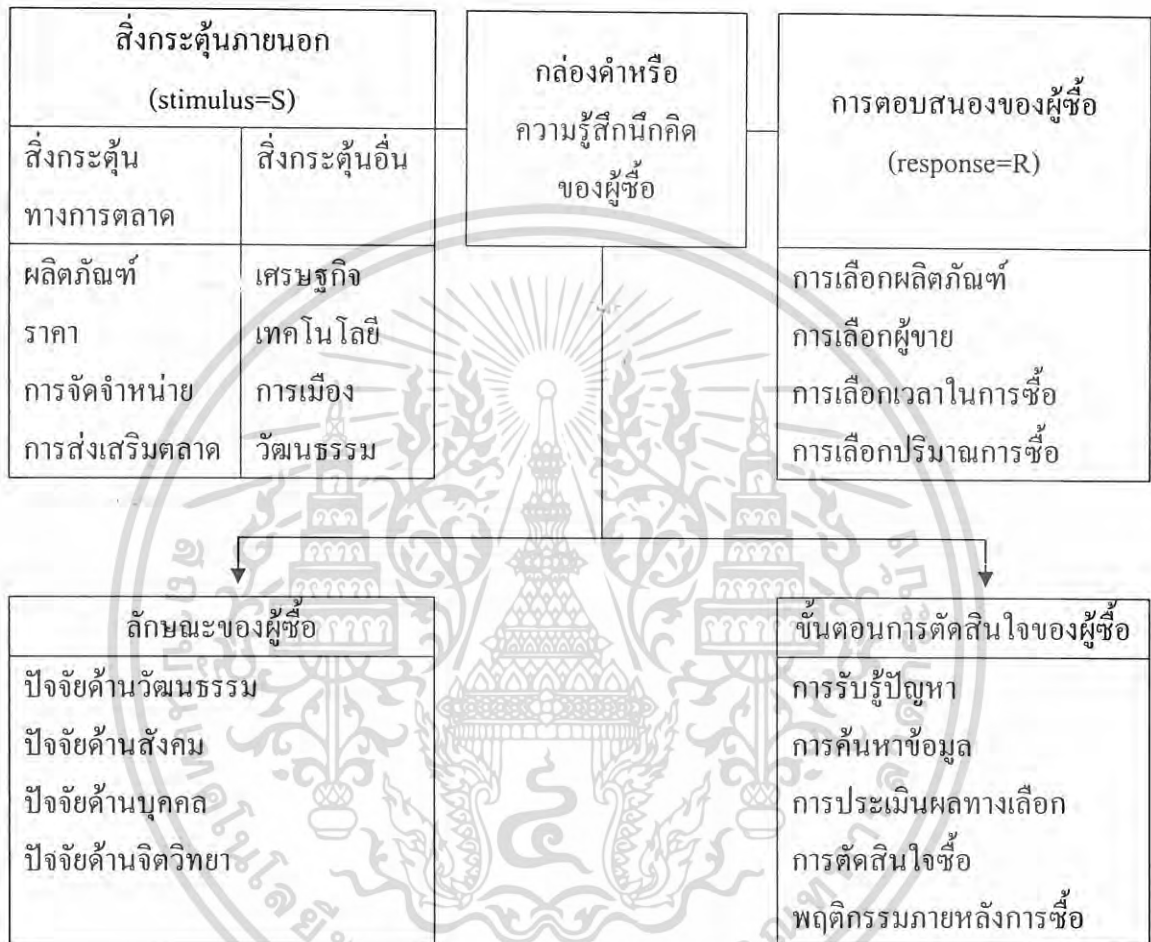 สิ่งกระตุ้นภายนอก
(stimulus=S)
สิ่งกระตุ้น
ทางการตลาด
สิ่งกระตุ้นอื่น
ผลิตภัณฑ์
ราคา
การจัดจำหน่าย
การส่งเสริมตลาด
เศรษฐกิจ
เทคโนโลยี
การเมือง
วัฒนธรรม
กล่องดำหรือ
ความรู้สึกนึกคิด
ของผู้ซื้อ
การตอบสนองของผู้ซื้อ
(response=R)
การเลือกผลิตภัณฑ์
การเลือกผู้ขาย
การเลือกเวลาในการซื้อ
การเลือกปริมาณการซื้อ
ลักษณะของผู้ซื้อ
ปัจจัยด้านวัฒนธรรม
ปัจจัยด้านสังคม
ปัจจัยด้านบุคคล
ปัจจัยด้านจิตวิทยา
ขั้นตอนการตัดสินใจของผู้ซื้อ
การรับรู้ปัญหา
การค้นหาข้อมูล
การประเมินผลทางเลือก
การตัดสินใจซื้อ
พฤติกรรมภายหลังการซื้อ